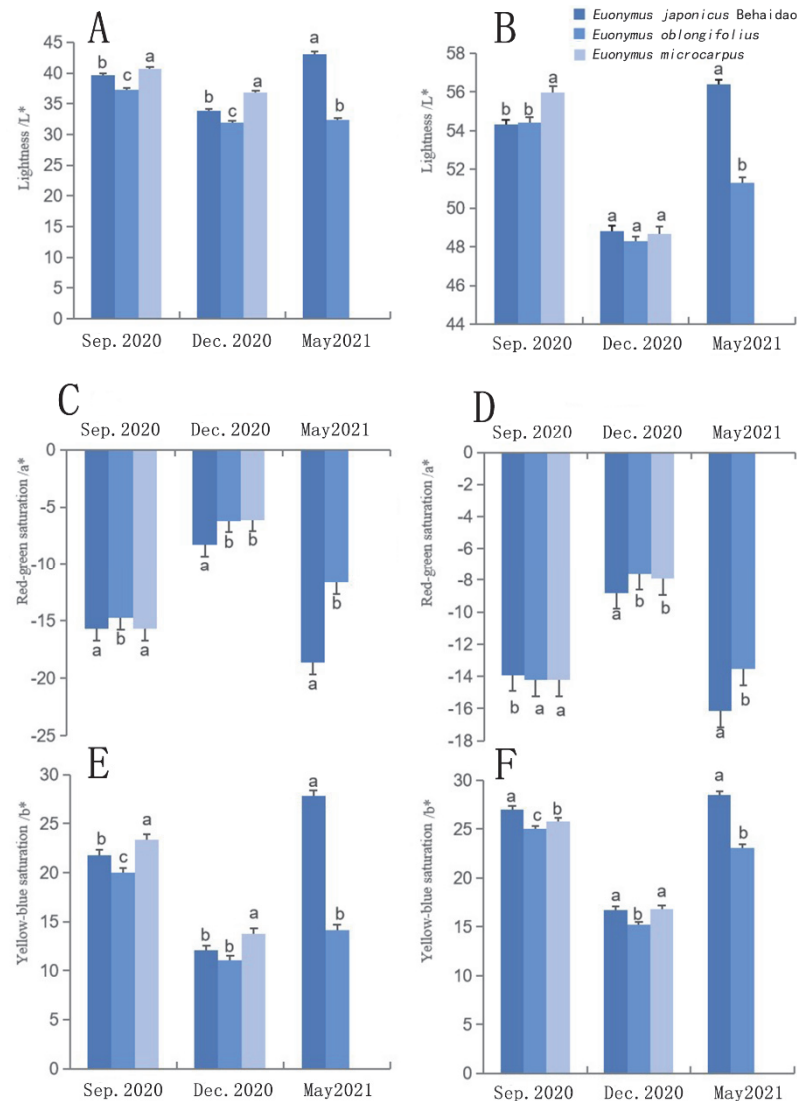 A
Lightness /L*
45
40
35
30
25
20
15
10
5
0
b c a
b c a
a b
Sep.2020 Dec.2020 May2021
B
Euonymus japonicus Behaidao
Euonymus oblongifolius
Euonymus microcarpus
Lightness /L*
58
56
54
52
50
48
46
44
b b a
a a a
a b
Sep.2020 Dec.2020 May2021
C
Sep.2020 Dec.2020 May2021
Red-green saturation /a*
0
-5
-10
-15
-20
-25
a b a
a b b
a b
D
Sep.2020 Dec.2020 May2021
Red-green saturation /a*
0
-2
-4
-6
-8
-10
-12
-14
-16
-18
b a a
a b b
a b
E
Yellow-blue saturation /b*
30
25
20
15
10
5
0
b c a
b b a
a b
Sep.2020 Dec.2020 May2021
F
Yellow-blue saturation /b*
30
25
20
15
10
5
0
a c b
a b a
a b
Sep.2020 Dec.2020 May2021